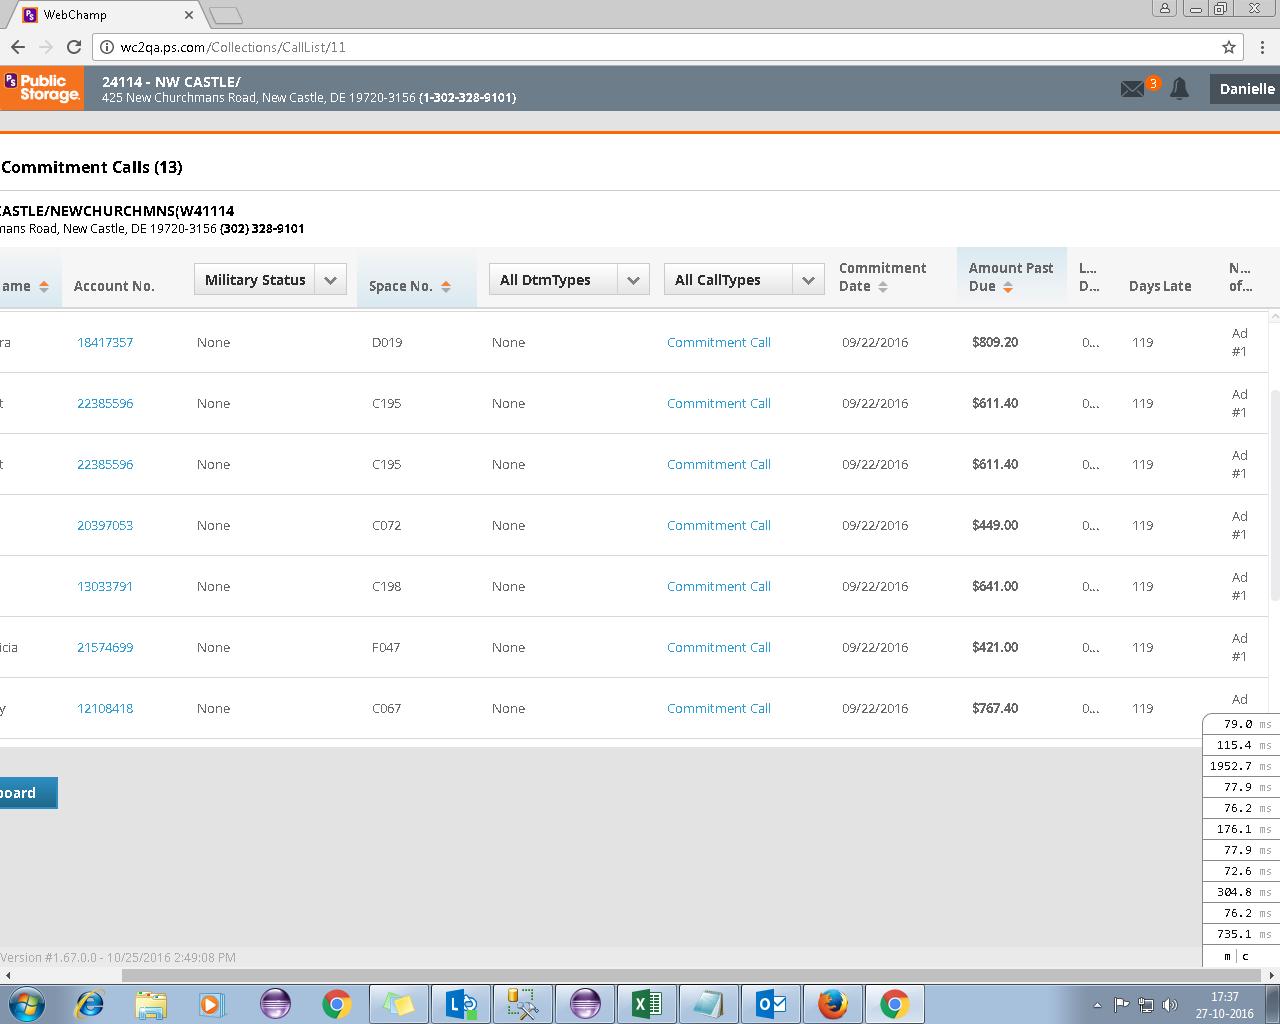 WebChamp
wc2qa.ps.com/Collections/CallList/11
Public Storage.
24114 - NW CASTLE/
425 New Churchmans Road, New Castle, DE 19720-3156 (1-302-328-9101)
3
Danielle
Commitment Calls (13)
CASTLE/NEWCHURCHMNS(W41114
mans Road, New Castle, DE 19720-3156 (302) 328-9101
ame Account No. Military Status Space No. All DtmTypes All CallTypes Commitment Date Amount Past Due L... D... Days Late N... of...
ra 18417357 None D019 None Commitment Call 09/22/2016 $809.20 0... 119 Ad #1
t 22385596 None C195 None Commitment Call 09/22/2016 $611.40 0... 119 Ad #1
t 22385596 None C195 None Commitment Call 09/22/2016 $611.40 0... 119 Ad #1
20397053 None C072 None Commitment Call 09/22/2016 $449.00 0... 119 Ad #1
13033791 None C198 None Commitment Call 09/22/2016 $641.00 0... 119 Ad #1
icia 21574699 None F047 None Commitment Call 09/22/2016 $421.00 0... 119 Ad #1
y 12108418 None C067 None Commitment Call 09/22/2016 $767.40 0... 119 Ad
79.0 ms
115.4 ms
1952.7 ms
77.9 ms
76.2 ms
176.1 ms
77.9 ms
72.6 ms
304.8 ms
76.2 ms
735.1 ms
m | c
board
Version #1.67.0.0 - 10/25/2016 2:49:08 PM
17:37
27-10-2016